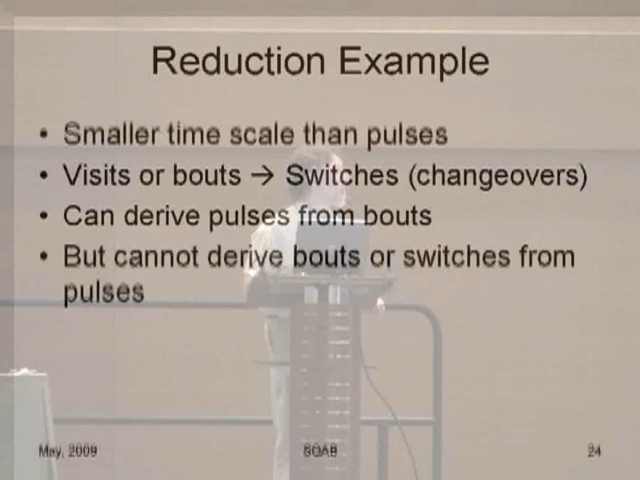 Reduction Example
• Smaller time scale than pulses
• Visits or bouts → Switches (changeovers)
• Can derive pulses from bouts
• But cannot derive bouts or switches from
pulses
May, 2009
SQAB
24